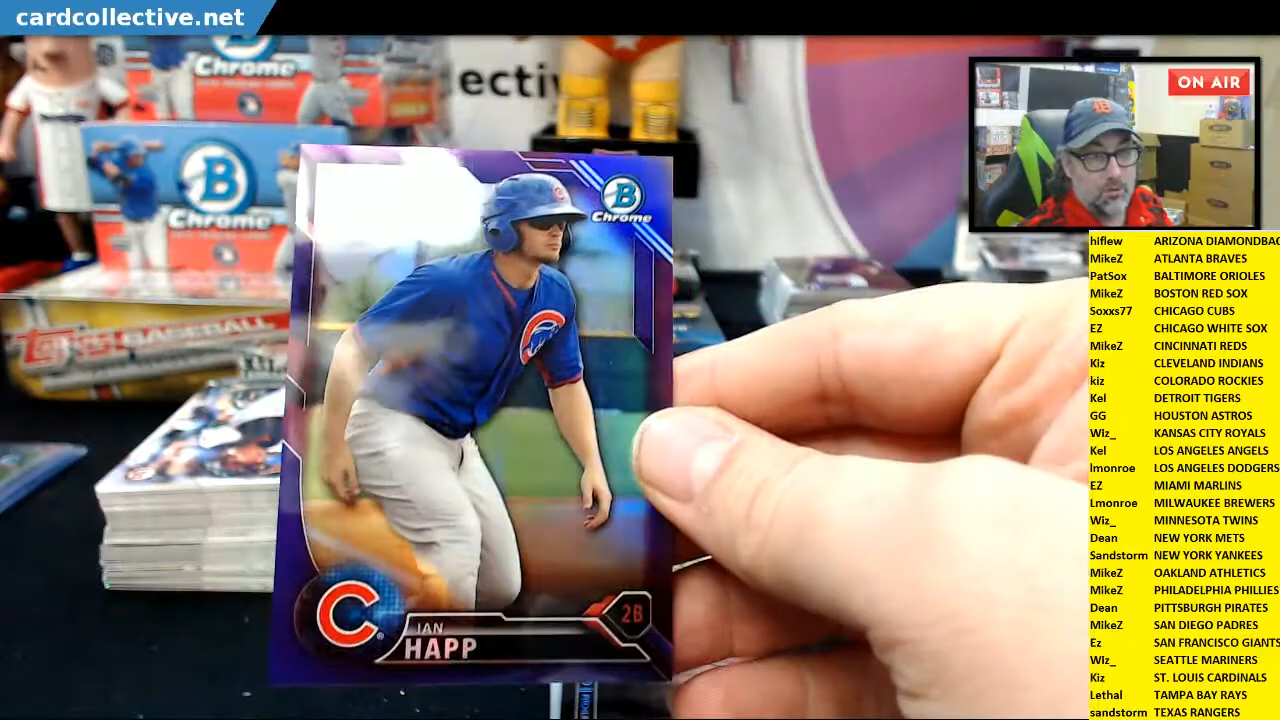 cardcollective.net
Chrome
ectiv
B
Chrome
Topps BASEBALL
B
Chrome
C
IAN
HAPP
2B
ON AIR
hiflew ARIZONA DIAMONDBAC
MikeZ ATLANTA BRAVES
PatSox BALTIMORE ORIOLES
MikeZ BOSTON RED SOX
Soxxs77 CHICAGO CUBS
EZ CHICAGO WHITE SOX
MikeZ CINCINNATI REDS
Kiz CLEVELAND INDIANS
kiz COLORADO ROCKIES
Kel DETROIT TIGERS
GG HOUSTON ASTROS
Wiz_ KANSAS CITY ROYALS
Kel LOS ANGELES ANGELS
lmonroe LOS ANGELES DODGERS
EZ MIAMI MARLINS
Lmonroe MILWAUKEE BREWERS
Wiz_ MINNESOTA TWINS
Dean NEW YORK METS
Sandstorm NEW YORK YANKEES
MikeZ OAKLAND ATHLETICS
MikeZ PHILADELPHIA PHILLIES
Dean PITTSBURGH PIRATES
MikeZ SAN DIEGO PADRES
Ez SAN FRANCISCO GIANTS
Wiz_ SEATTLE MARINERS
Kiz ST. LOUIS CARDINALS
Lethal TAMPA BAY RAYS
sandstorm TEXAS RANGERS